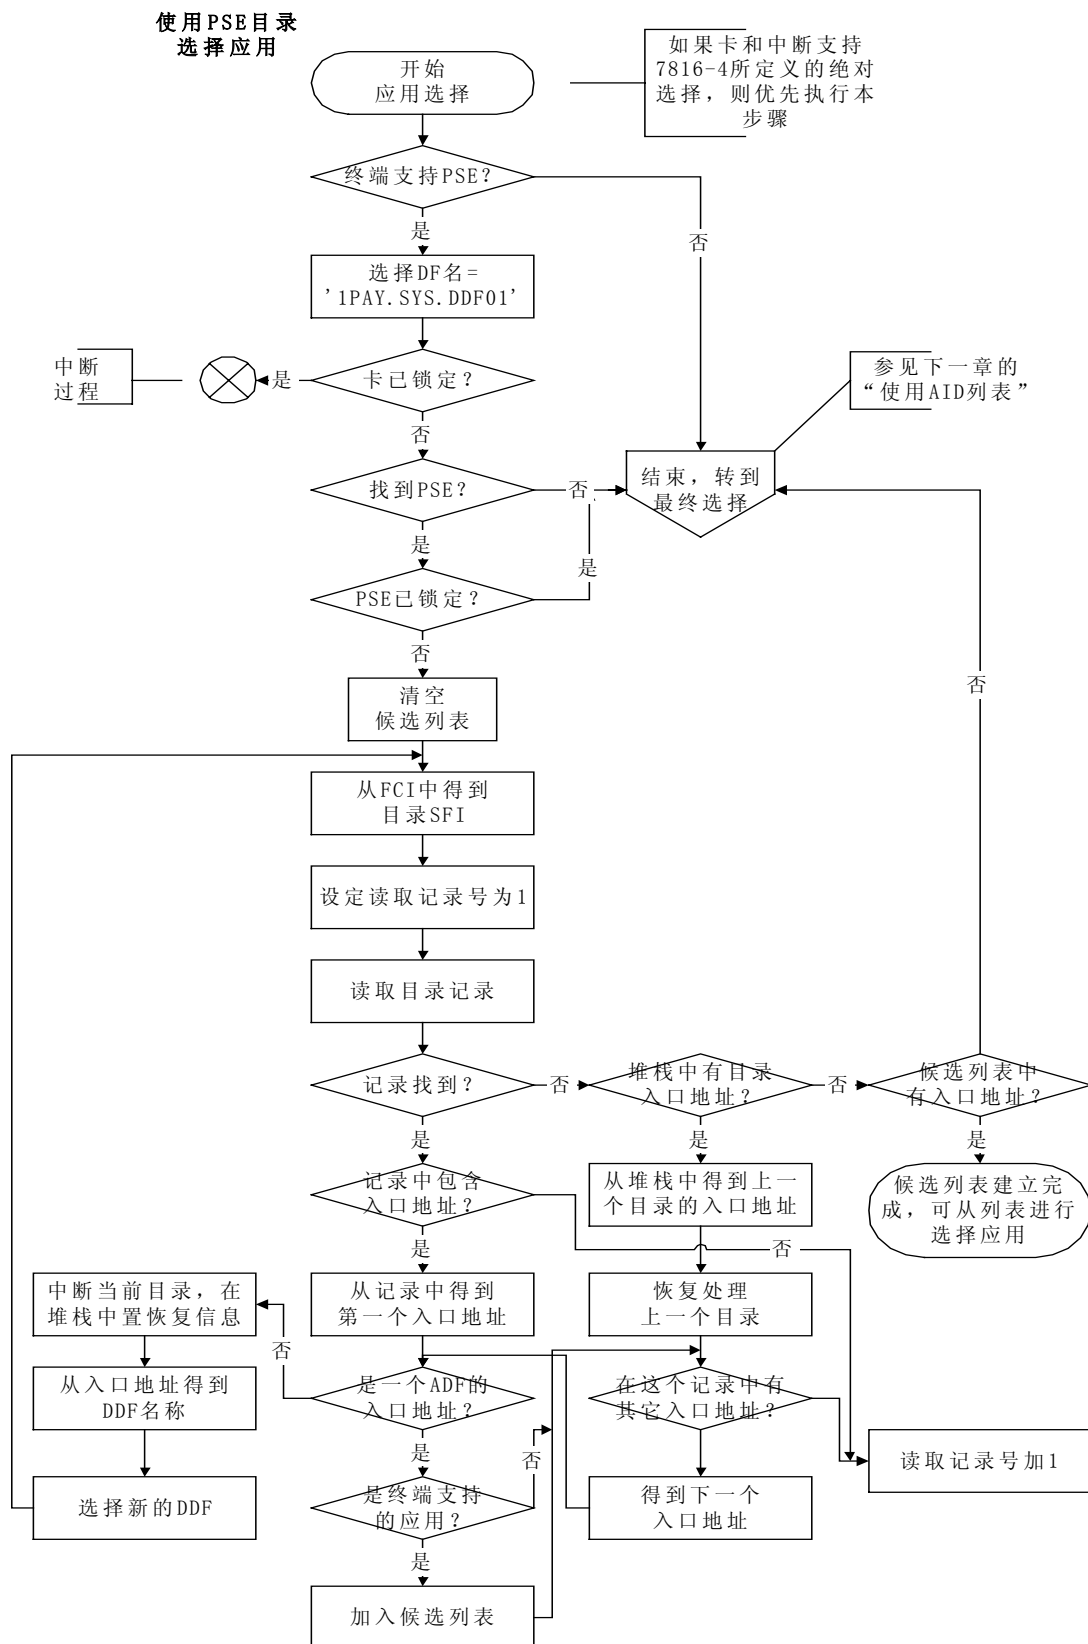 使用PSE目录
选择应用
开始
应用选择
如果卡和中断支持
7816-4所定义的绝对
选择，则优先执行本
步骤
终端支持PSE？
是
否
选择DF名=
'1PAY.SYS.DDF01'
中断
过程
是
卡已锁定？
参见下一章的
“使用AID列表”
否
找到PSE？
否
结束，转到
最终选择
是
是
PSE已锁定？
否
否
清空
候选列表
从FCI中得到
目录SFI
设定读取记录号为1
读取目录记录
记录找到？
否
堆栈中有目录
入口地址？
否
候选列表中
有入口地址？
是
是
是
记录中包含
入口地址？
从堆栈中得到上一
个目录的入口地址
候选列表建立完
成，可从列表进行
选择应用
是
否
中断当前目录，在
堆栈中置恢复信息
从记录中得到
第一个入口地址
恢复处理
上一个目录
否
从入口地址得到
DDF名称
是一个ADF的
入口地址？
在这个记录中有
其它入口地址？
是
否
读取记录号加1
选择新的DDF
是终端支持
的应用？
得到下一个
入口地址
是
加入候选列表